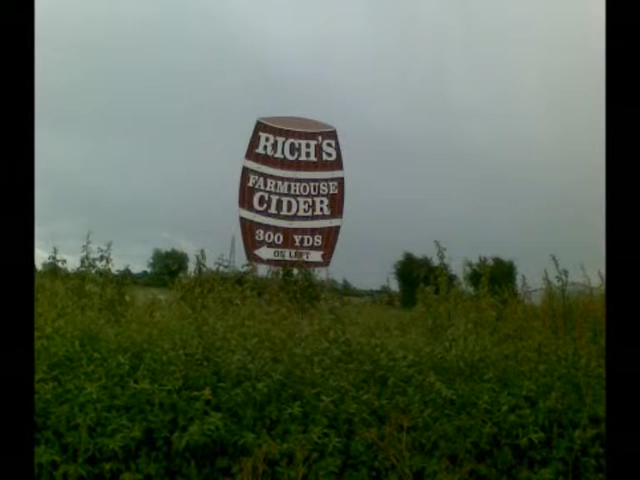 RICH'S
FARMHOUSE
CIDER
300 YDS
ON LEFT